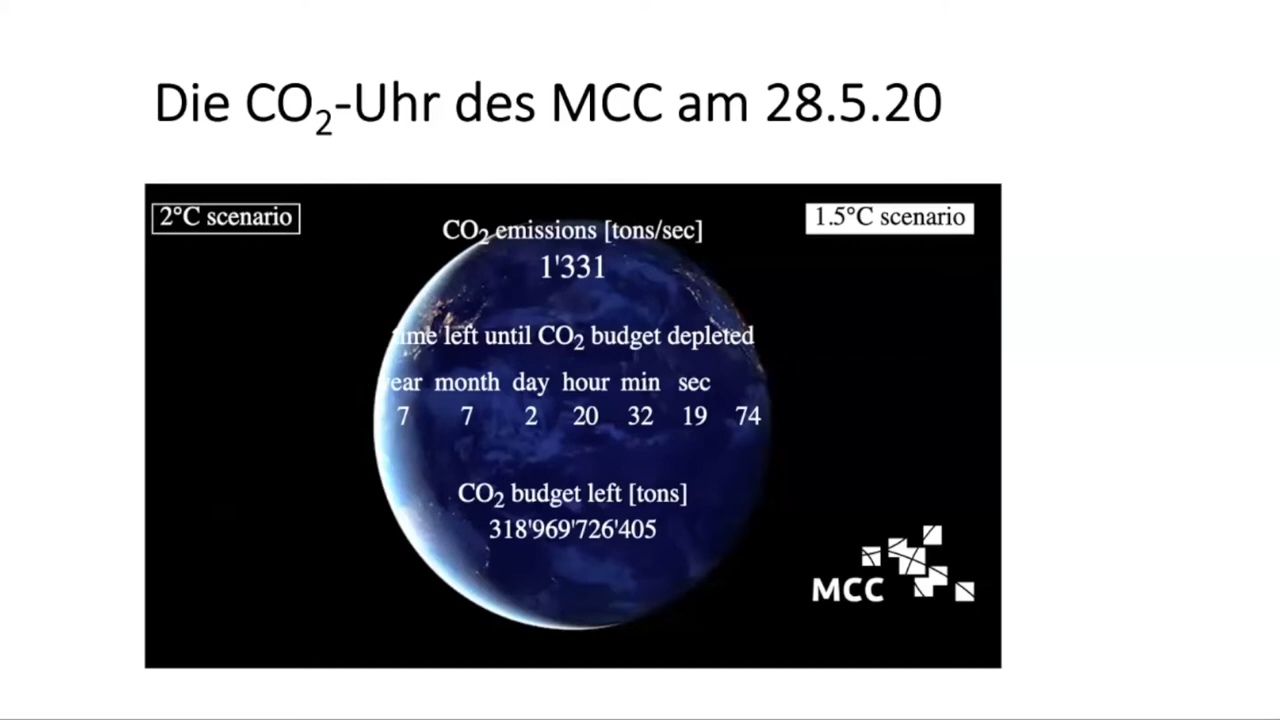 Die CO₂-Uhr des MCC am 28.5.20
2°C scenario
1.5°C scenario
CO₂ emissions [tons/sec]
1'331
time left until CO₂ budget depleted
year month day hour min sec
7 7 2 20 32 19 74
CO₂ budget left [tons]
318'969'726'405
MCC